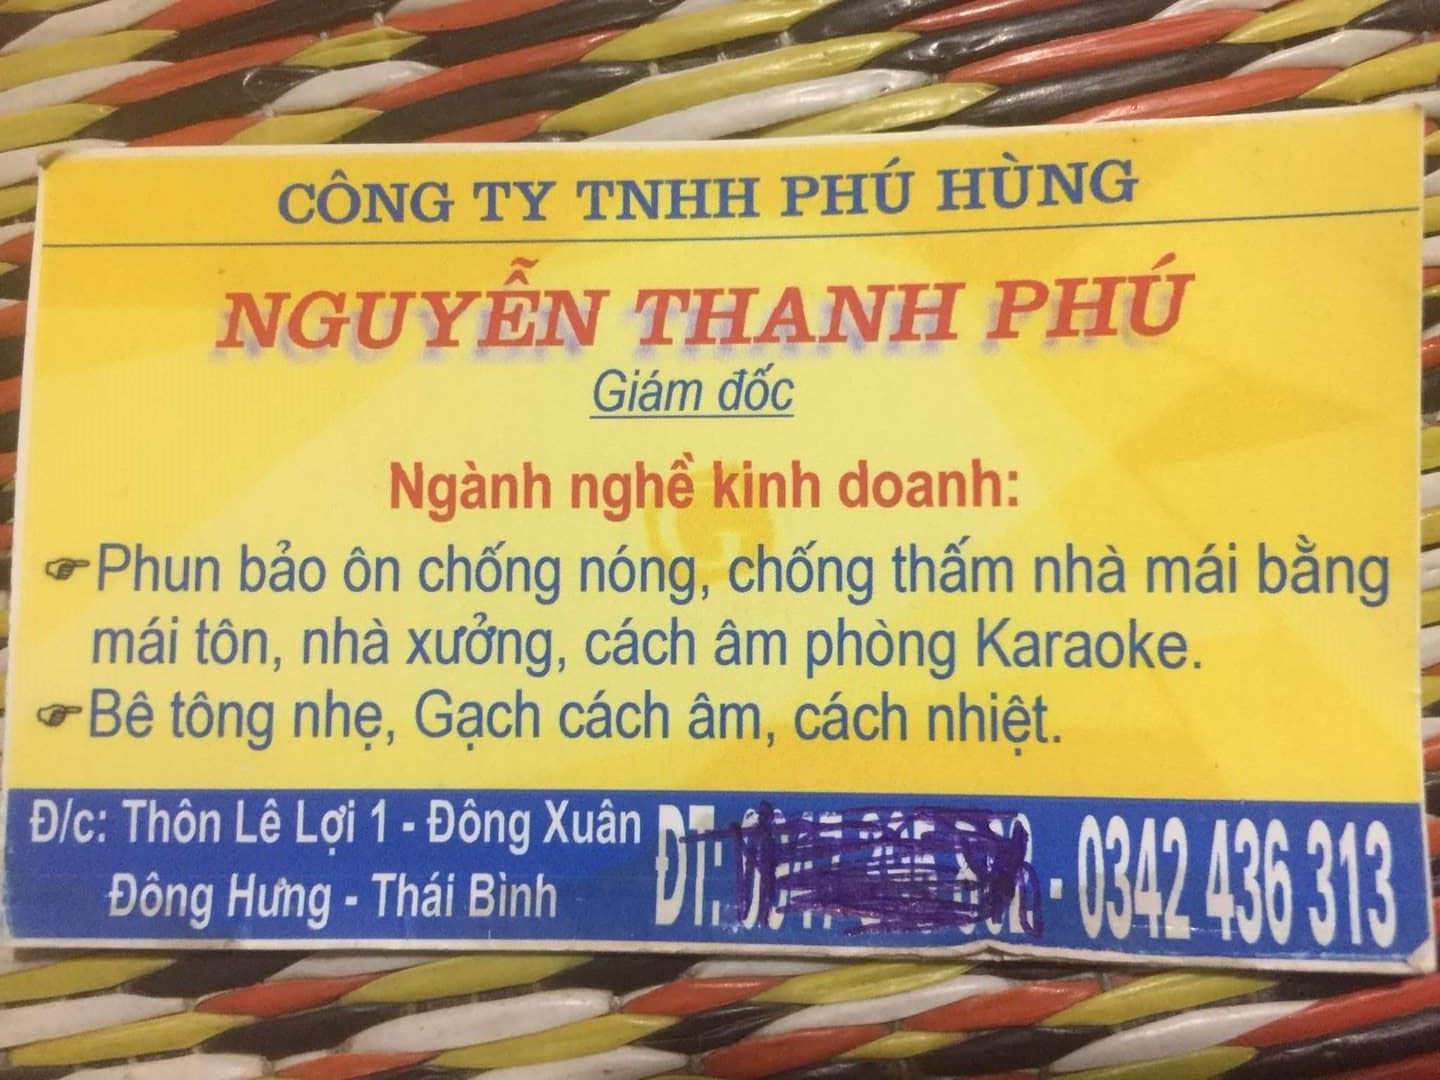 CÔNG TY TNHH PHÚ HÙNG
NGUYỄN THANH PHÚ
Giám đốc
Ngành nghề kinh doanh:
Phun bảo ôn chống nóng, chống thấm nhà mái bằng
mái tôn, nhà xưởng, cách âm phòng Karaoke.
Bê tông nhẹ, Gạch cách âm, cách nhiệt.
Đ/c: Thôn Lê Lợi 1 - Đông Xuân
Đông Hưng - Thái Bình
ĐT: - 0342 436 313